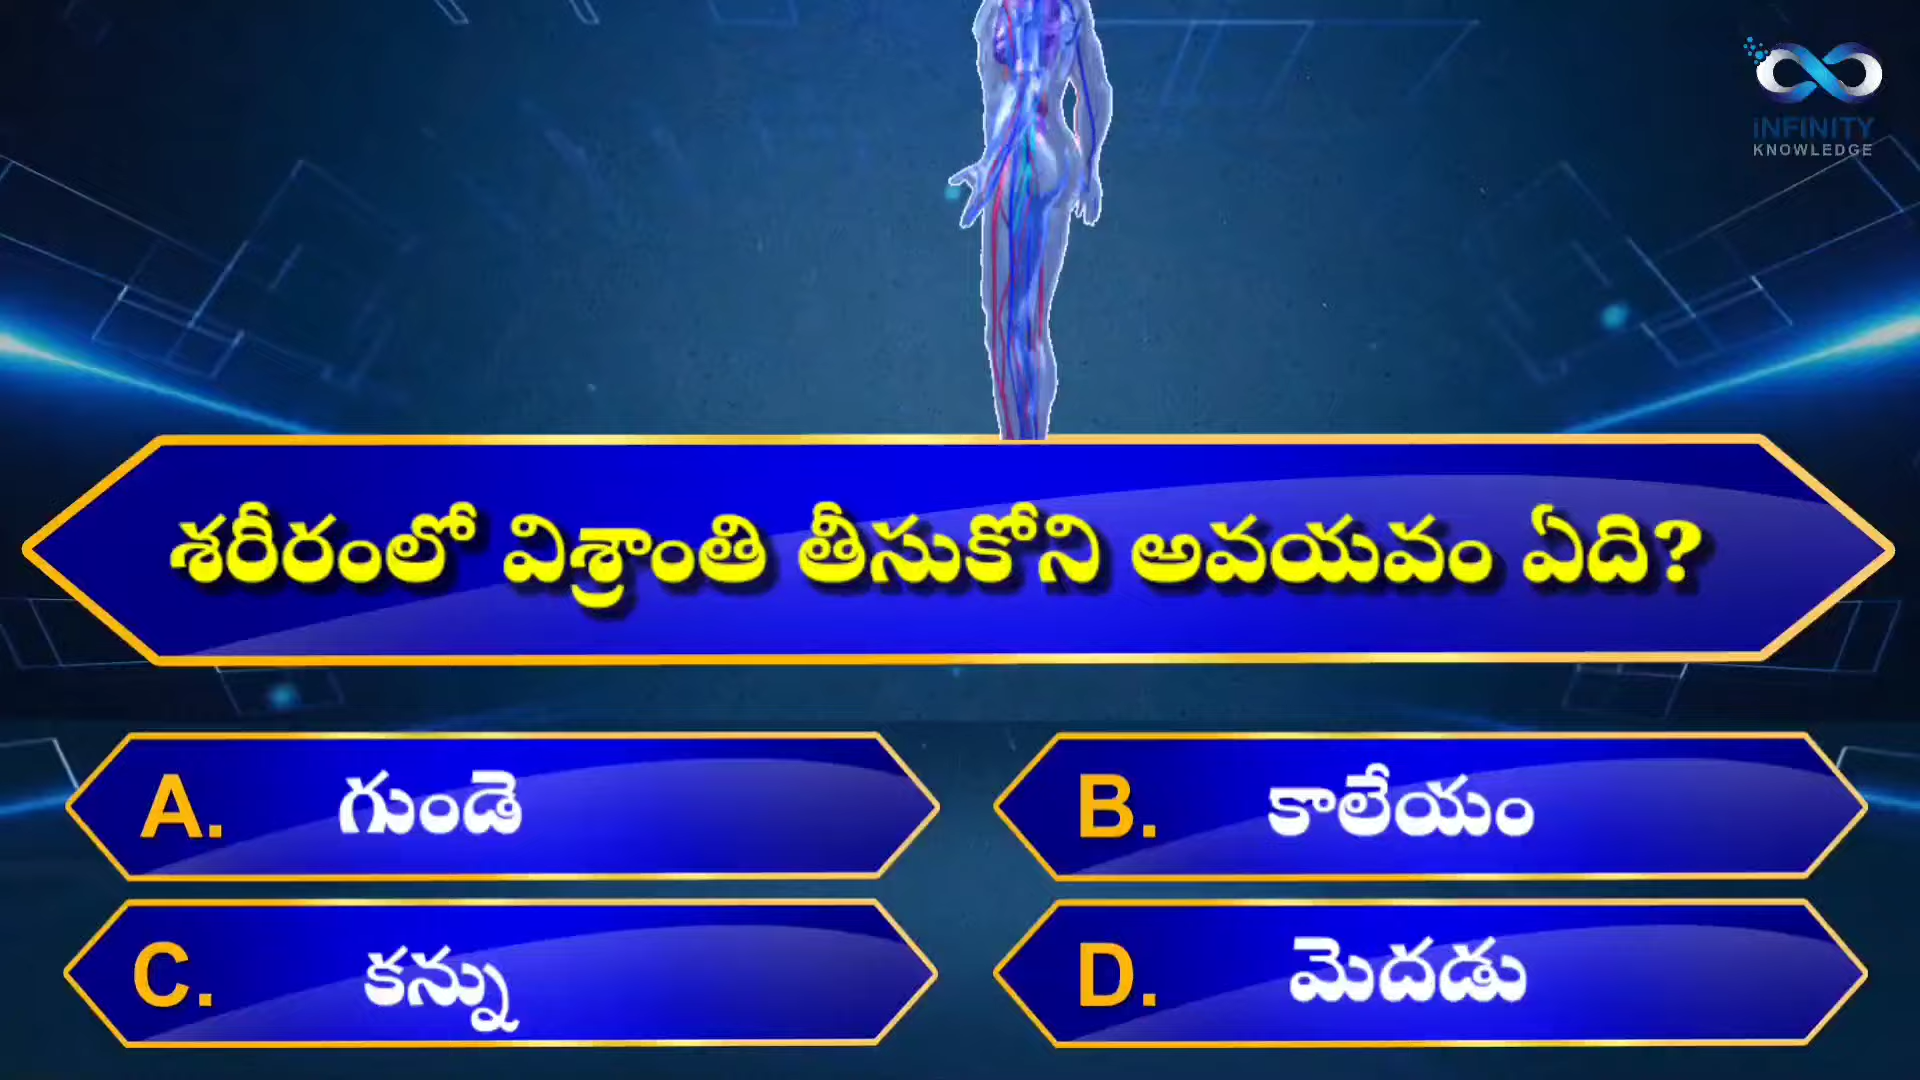 iNFINITY
KNOWLEDGE
శరీరంలో విశ్రాంతి తీసుకోని అవయవం ఏది?
A. గుండె
B. కాలేయం
C. కన్ను
D. మెదడు